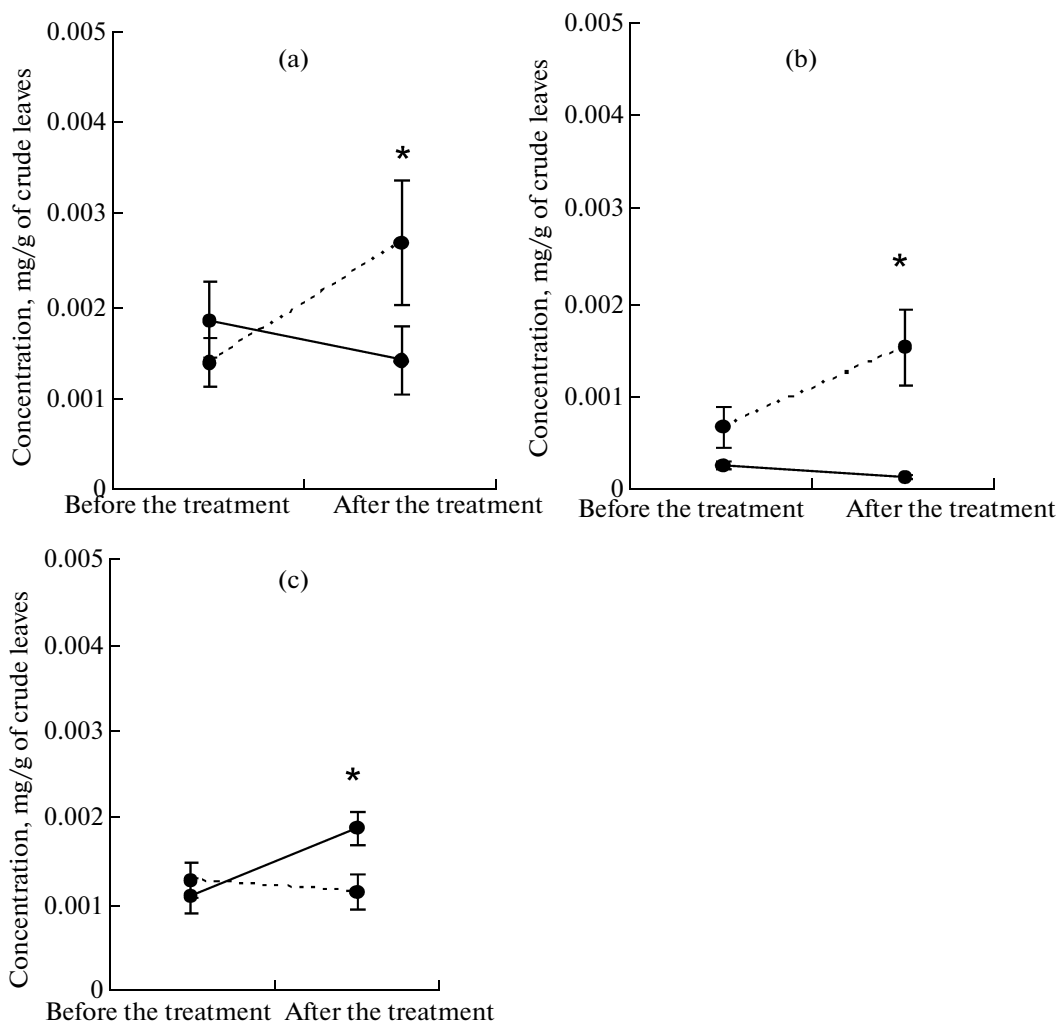 (a)
Concentration, mg/g of crude leaves
0.005
0.004
0.003
0.002
0.001
0
*
Before the treatment
After the treatment
(b)
Concentration, mg/g of crude leaves
0.005
0.004
0.003
0.002
0.001
0
*
Before the treatment
After the treatment
(c)
Concentration, mg/g of crude leaves
0.005
0.004
0.003
0.002
0.001
0
*
Before the treatment
After the treatment